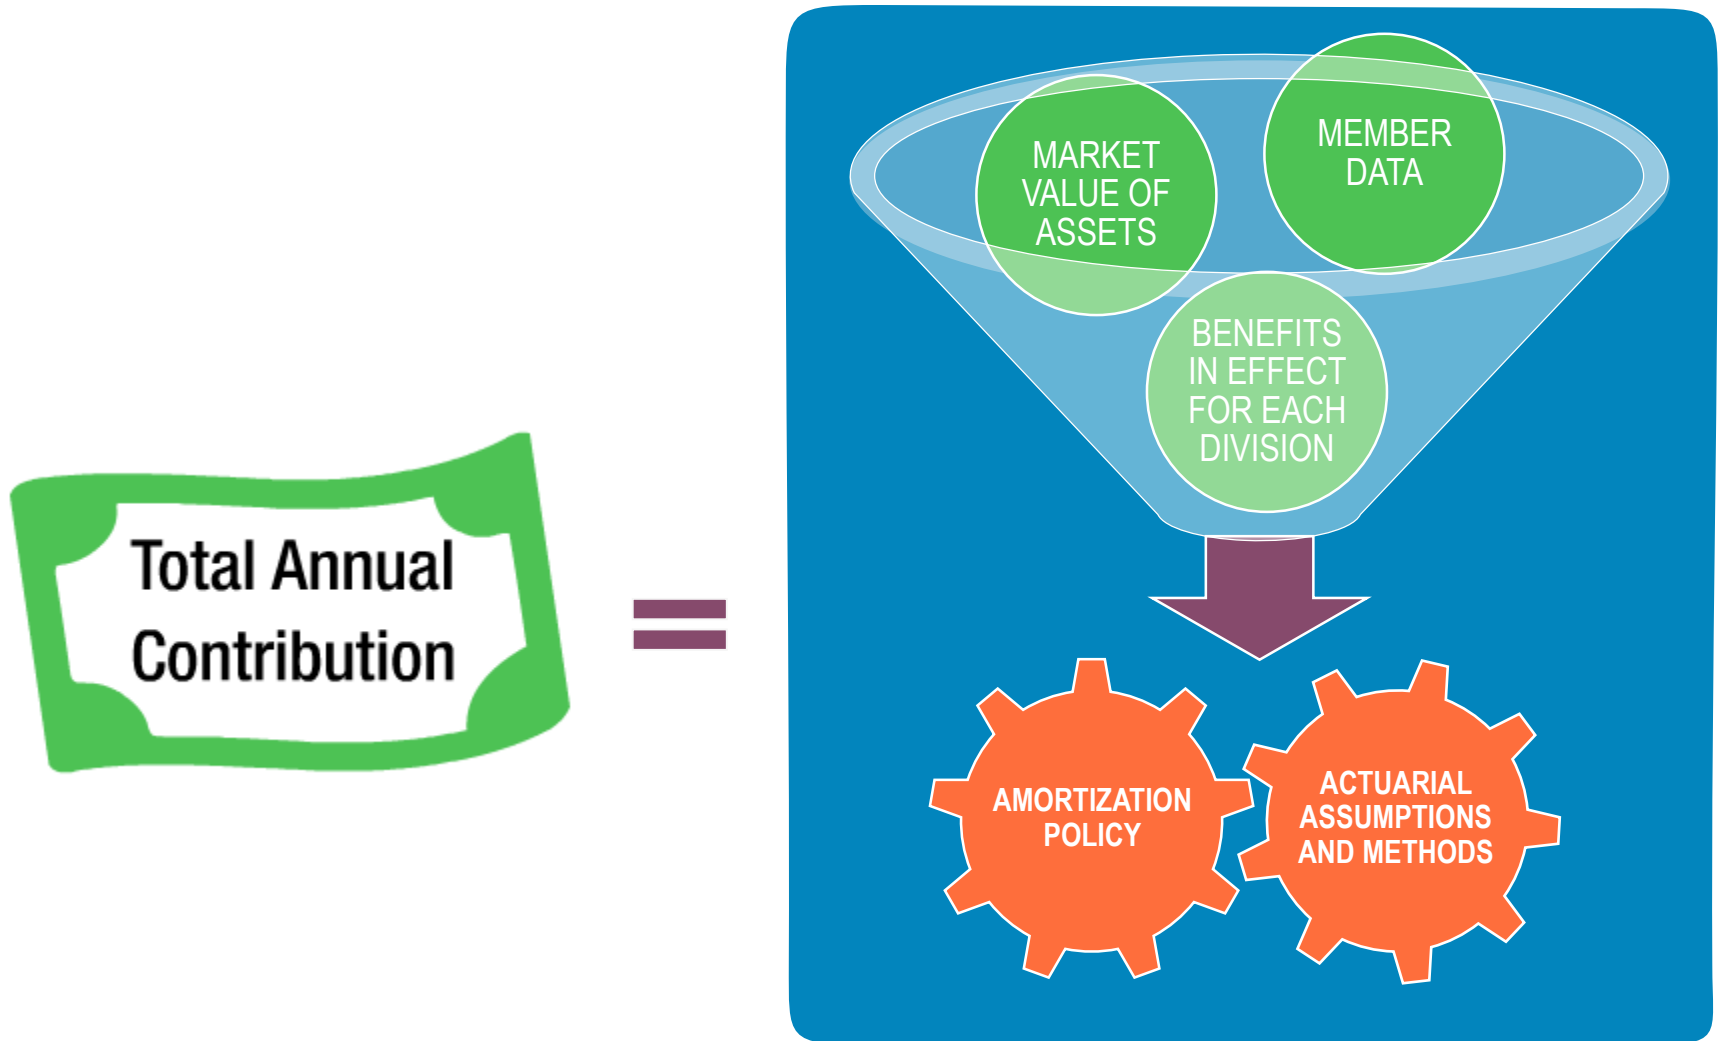 Total Annual
Contribution
=
MARKET
VALUE OF
ASSETS
MEMBER
DATA
BENEFITS
IN EFFECT
FOR EACH
DIVISION
AMORTIZATION
POLICY
ACTUARIAL
ASSUMPTIONS
AND METHODS